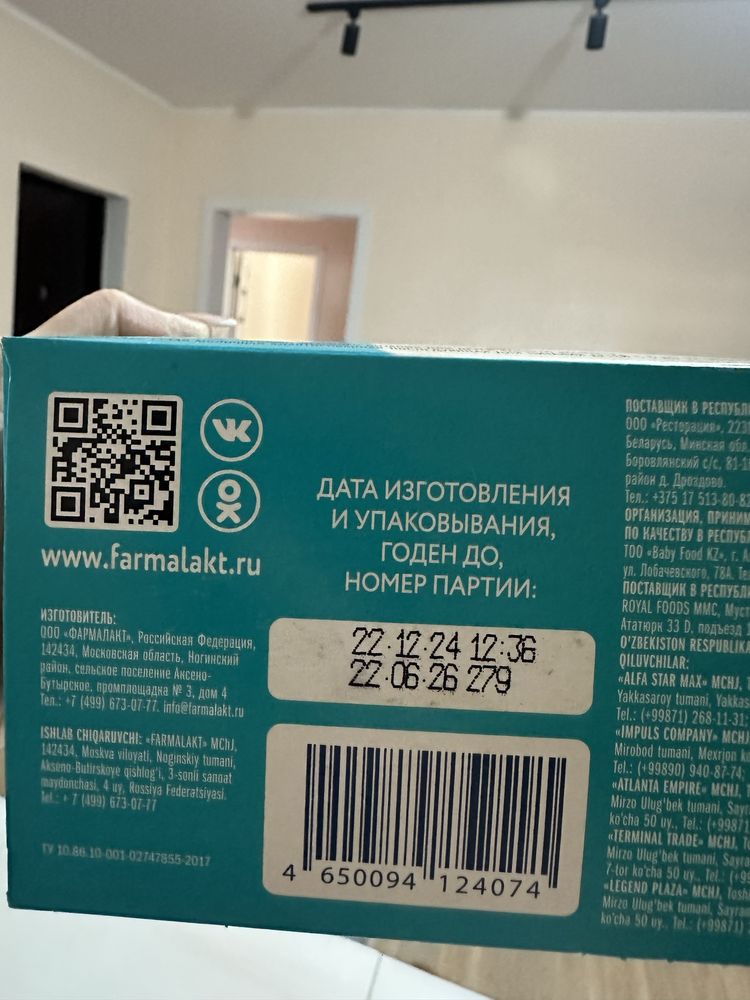 www.farmalakt.ru
ИЗГОТОВИТЕЛЬ:
ООО «ФАРМАЛАКТ», Российская Федерация,
142434, Московская область, Ногинский
район, сельское поселение Аксено-
Бутырское, промплощадка № 3, дом 4
Тел.: +7 (499) 673-07-77. info@farmalakt.ru
ISHLAB CHIQARUVCHI: «FARMALAKT» MCHJ,
142434, Moskva viloyati, Noginskiy tumani,
Akseno-Butirskoye qishlog'i, 3-sonli sanoat
maydonchasi, 4 uy, Rossiya Federatsiyasi.
Tel.: + 7 (499) 673-07-77
ТУ 10.86.10-001-02747855-2017
ДАТА ИЗГОТОВЛЕНИЯ
И УПАКОВЫВАНИЯ,
ГОДЕН ДО,
НОМЕР ПАРТИИ:
22.12.24 12:36
22.06.26 279
4 650094 124074
ПОСТАВЩИК В РЕСПУБЛ
ООО «Ресторация», 223
Беларусь, Минская обл.
Боровлянский с/с, 81-1
район д. Дроздово.
Тел.: +375 17 513-80-8
ОРГАНИЗАЦИЯ, ПРИНИМ
ПО КАЧЕСТВУ В РЕСПУБ
ТОО «Baby Food KZ», г.
ул. Лобачевского, 78А. Те
ПОСТАВЩИК В РЕСПУБЛ
ROYAL FOODS MMC, Мус
Ататюрк 33 D, подъезд 1
O'ZBEKISTON RESPUBLIKA
QILUVCHILAR:
«ALFA STAR MAX» MCHJ, T
Yakkasaroy tumani, Yakkas
Tel.: (+99871) 268-11-31
«IMPULS COMPANY» MCHJ
Mirobod tumani, Mexrjon ko
Tel.: (+99890) 940-87-74
«ATLANTA EMPIRE» MCHJ, T
Mirzo Ulug'bek tumani, Sayra
ko'cha 50 uy., Tel.: (+9987
«TERMINAL TRADE» MCHJ, To
Mirzo Ulug'bek tumani, Sayra
7-tor ko'cha 50 uy., Tel.: (+99
«LEGEND PLAZA» MCHJ, Tosh
Mirzo Ulug'bek tumani, Sayram
ko'cha 50 uy., Tel.: (+99871)